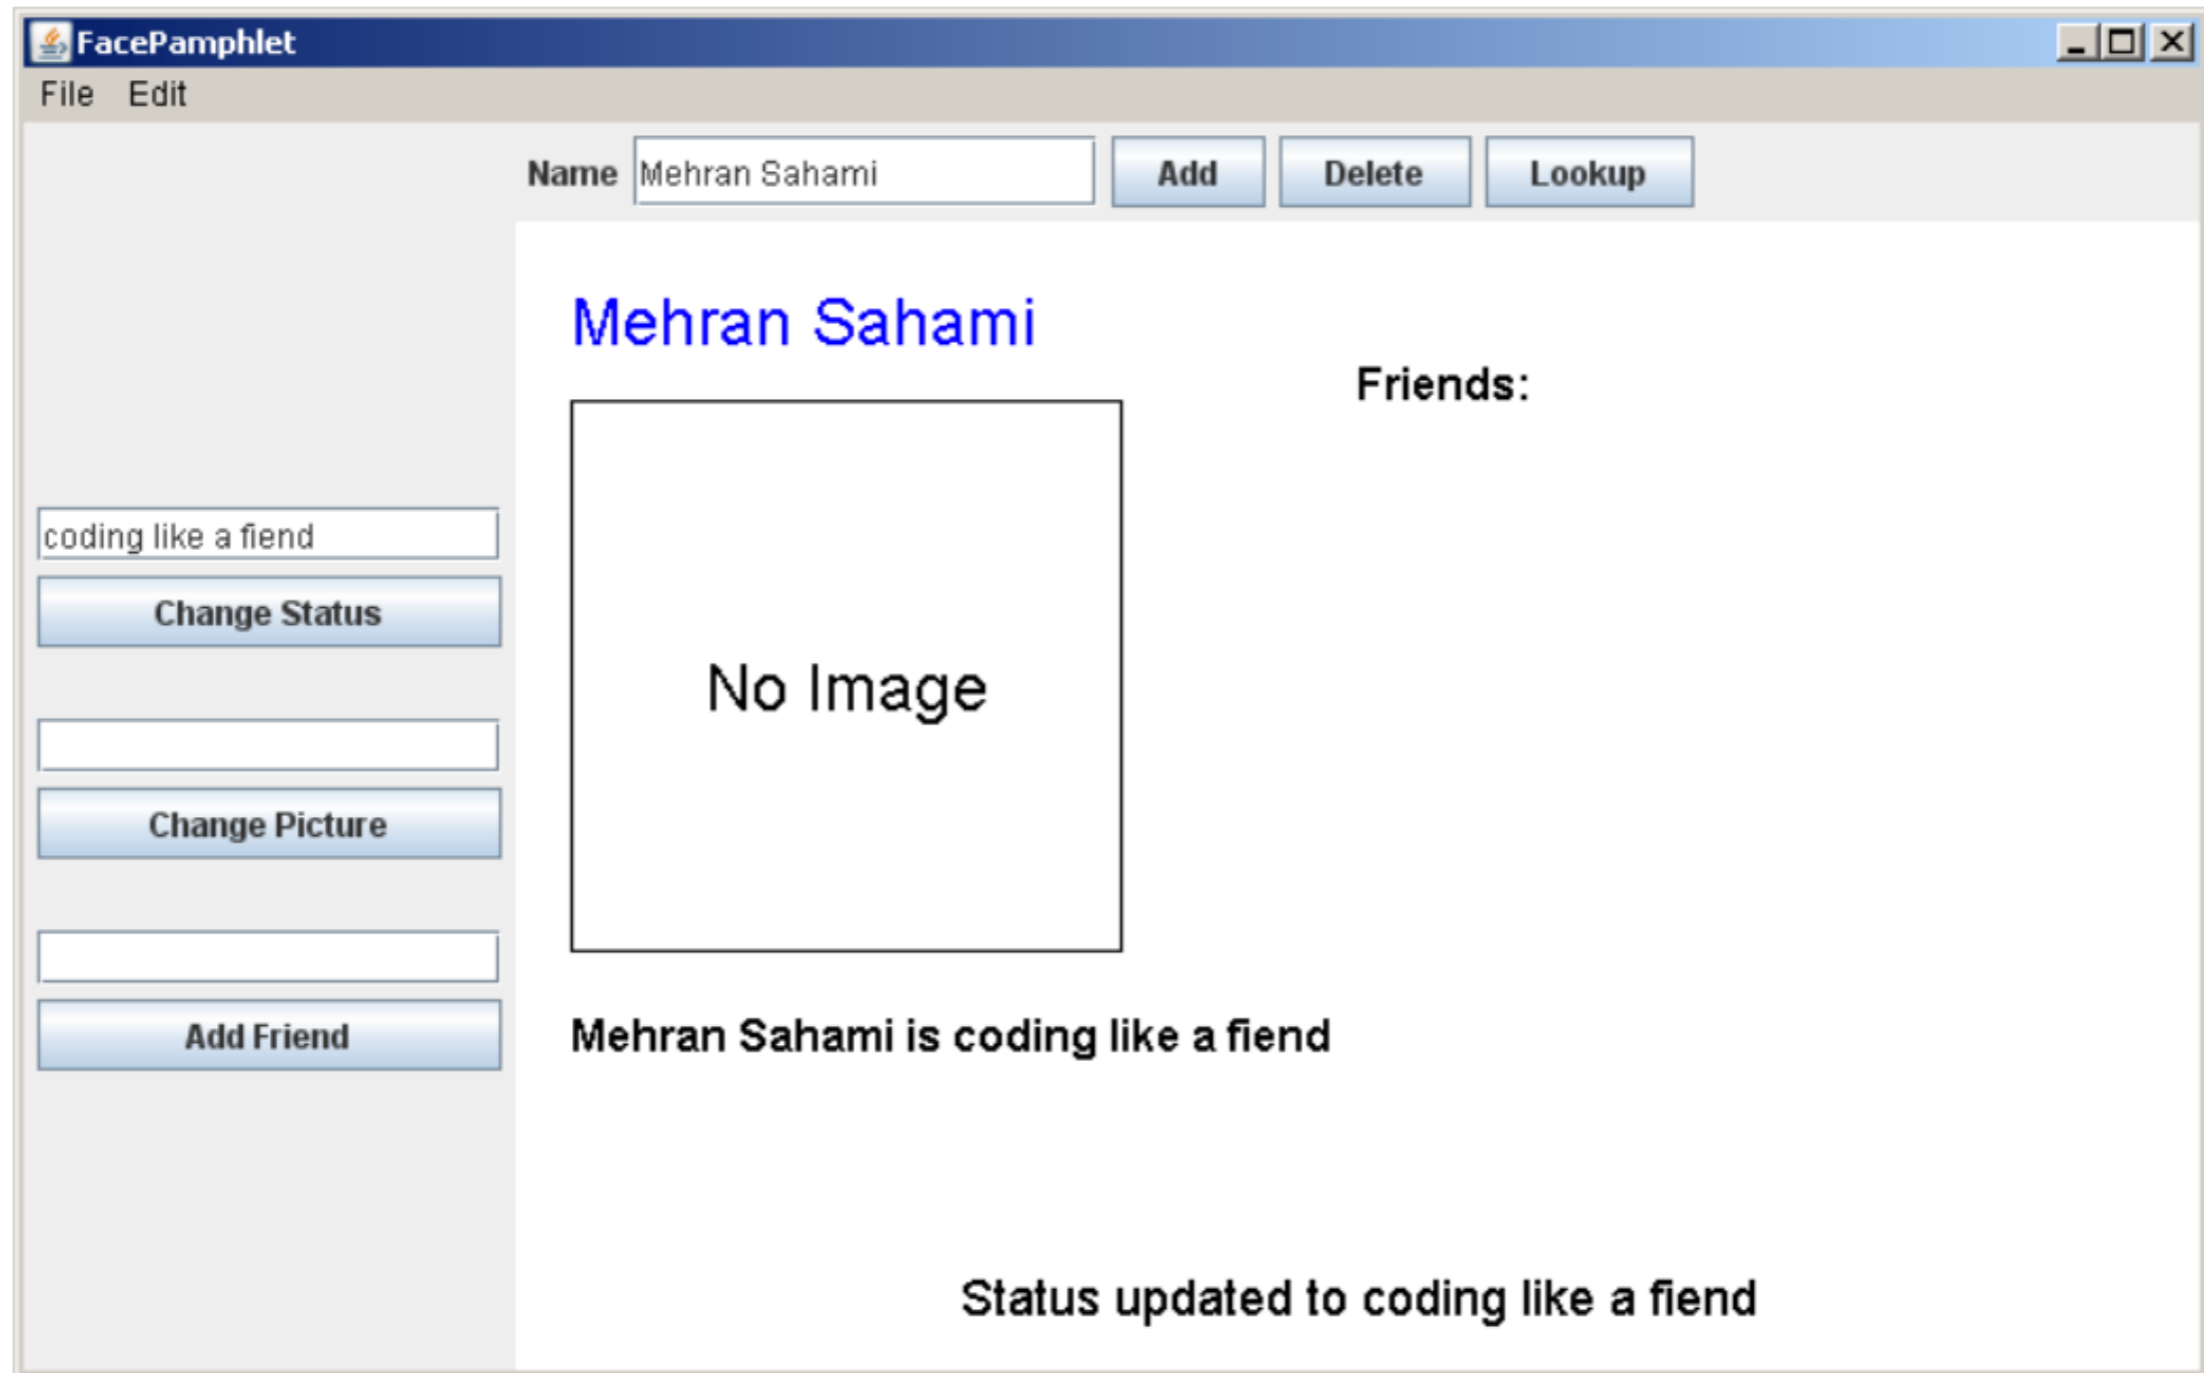 FacePamphlet
File Edit
Name Mehran Sahami Add Delete Lookup
Mehran Sahami
Friends:
coding like a fiend
Change Status
No Image
Change Picture
Add Friend
Mehran Sahami is coding like a fiend
Status updated to coding like a fiend